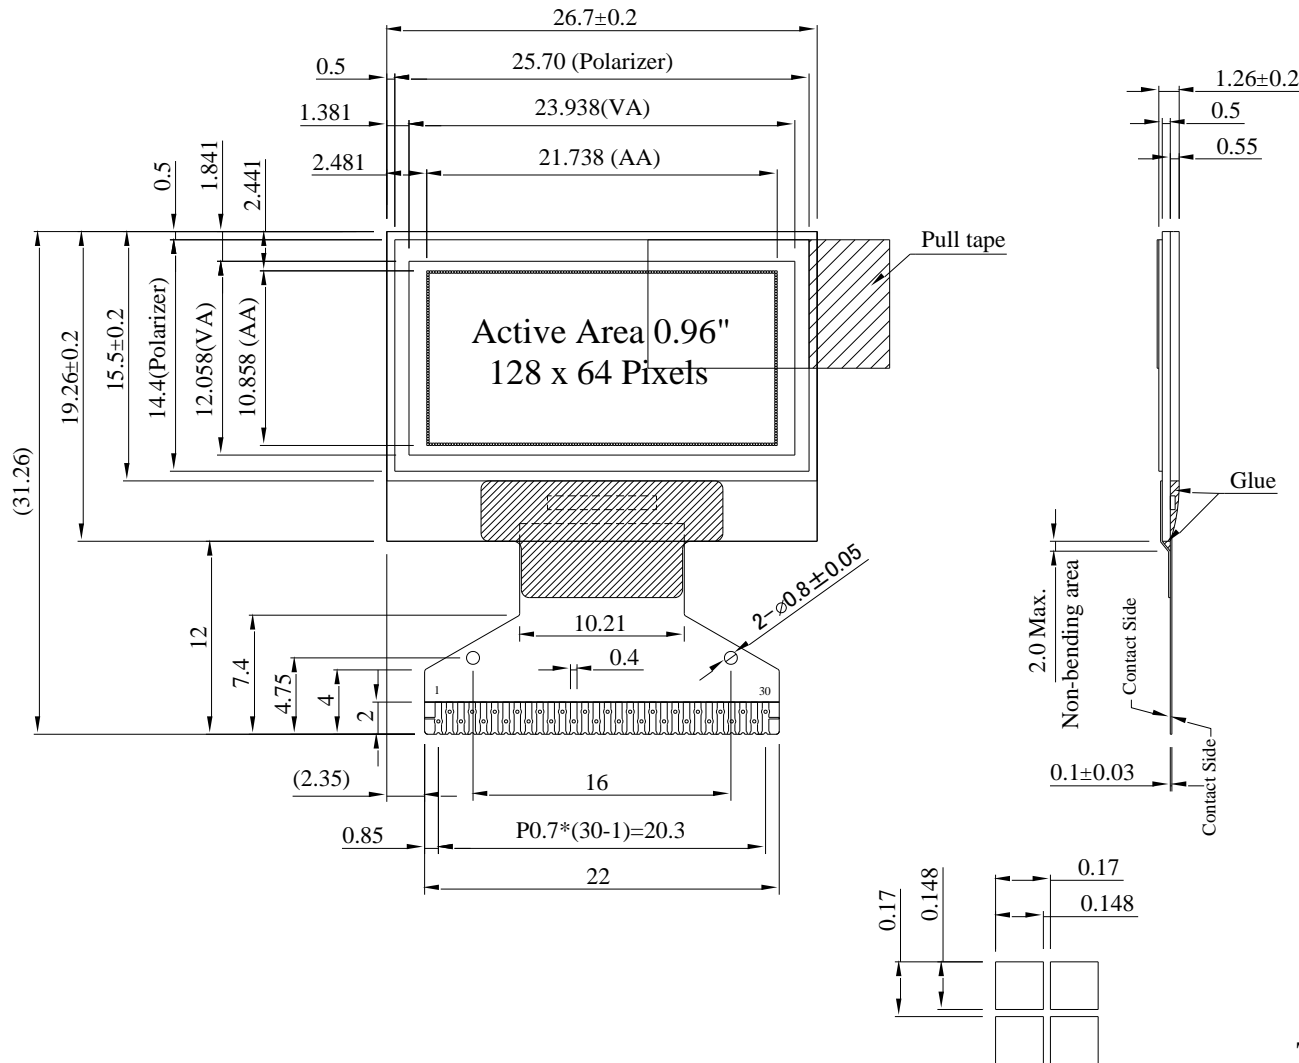 26.7±0.2
0.5
25.70 (Polarizer)
1.381
23.938(VA)
2.481
21.738 (AA)
0.5
1.841
2.441
(31.26)
19.26±0.2
15.5±0.2
14.4(Polarizer)
12.058(VA)
10.858 (AA)
Active Area 0.96"
128 x 64 Pixels
Pull tape
1.26±0.2
0.5
0.55
Glue
2.0 Max.
Non-bending area
Contact Side
Contact Side
0.1±0.03
12
7.4
4.75
4
2
10.21
0.4
2-⌀0.8±0.05
1
30
(2.35)
16
0.85
P0.7*(30-1)=20.3
22
0.17
0.148
0.17
0.148